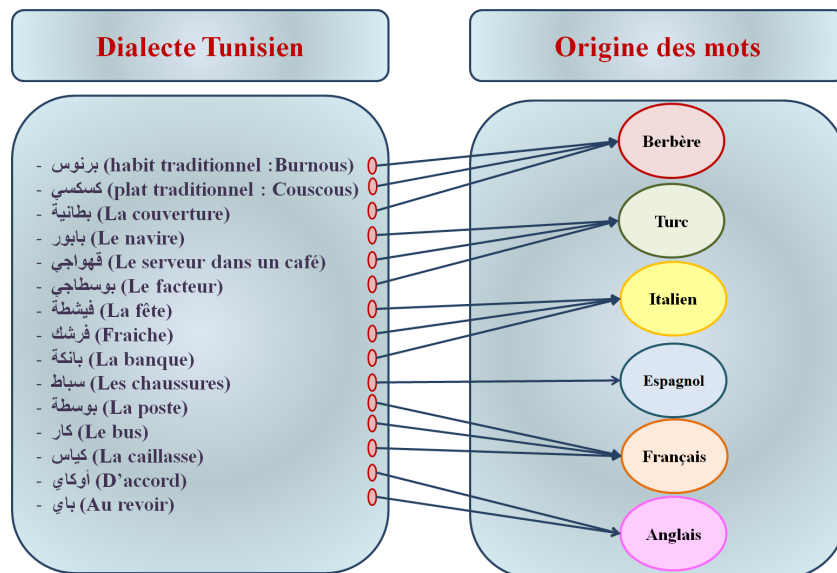 Dialecte Tunisien
- برنوس (habit traditionnel :Burnous)
- كسكسي (plat traditionnel : Couscous)
- بطانية (La couverture)
- بابور (Le navire)
- قهواجي (Le serveur dans un café)
- بوسطاجي (Le facteur)
- فيشطة (La fête)
- فرشك (Fraiche)
- بانكة (La banque)
- سباط (Les chaussures)
- بوسطة (La poste)
- كار (Le bus)
- كياس (La caillasse)
- أوكاي (D’accord)
- باي (Au revoir)
Origine des mots
Berbère
Turc
Italien
Espagnol
Français
Anglais